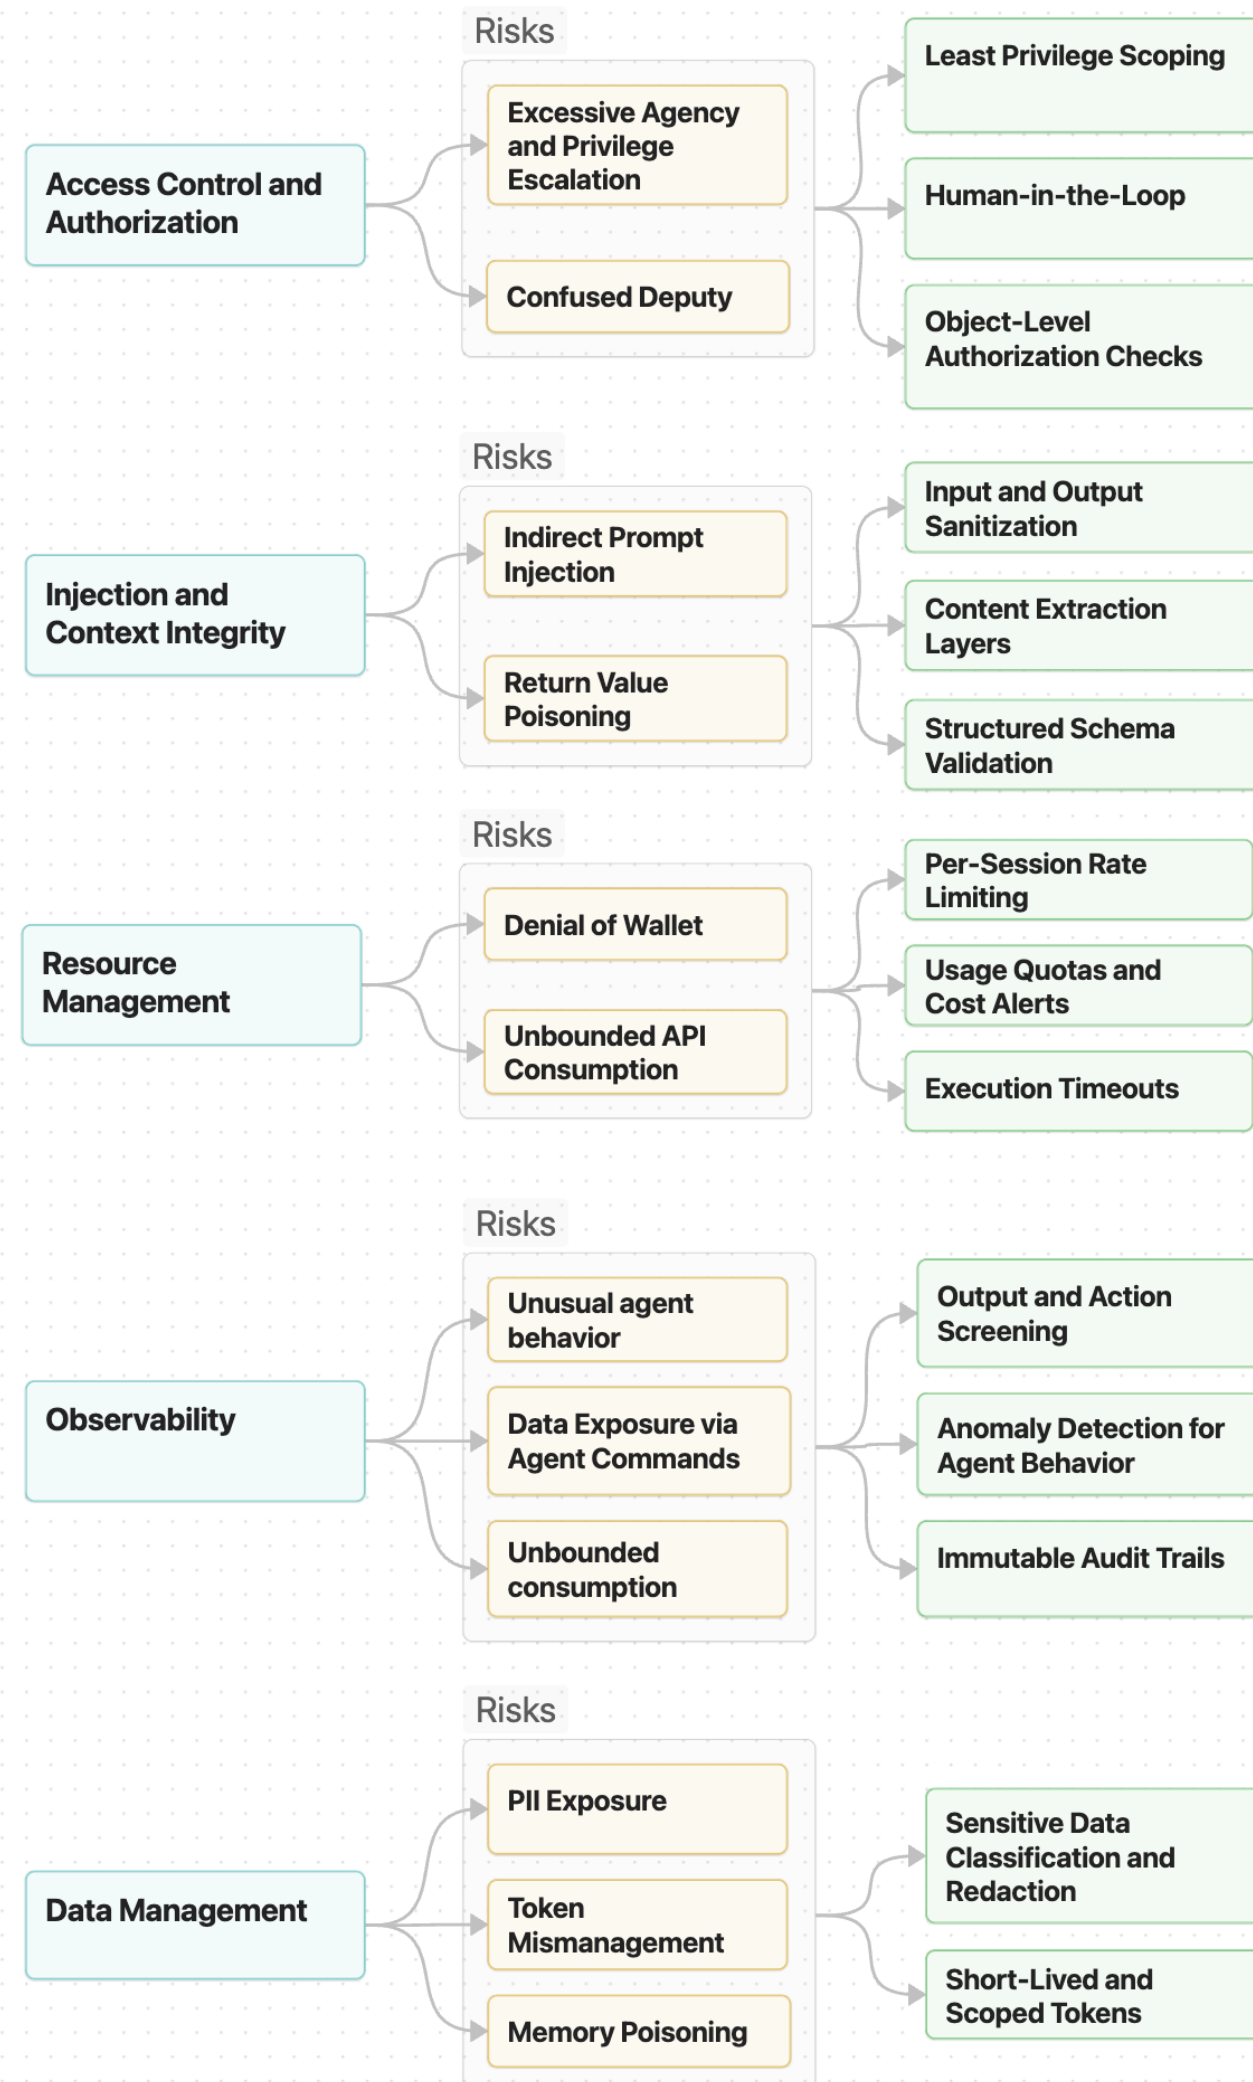 Risks
Access Control and
Authorization
Excessive Agency
and Privilege
Escalation
Confused Deputy
Least Privilege Scoping
Human-in-the-Loop
Object-Level
Authorization Checks
Risks
Injection and
Context Integrity
Indirect Prompt
Injection
Return Value
Poisoning
Input and Output
Sanitization
Content Extraction
Layers
Structured Schema
Validation
Risks
Resource
Management
Denial of Wallet
Unbounded API
Consumption
Per-Session Rate
Limiting
Usage Quotas and
Cost Alerts
Execution Timeouts
Risks
Observability
Unusual agent
behavior
Data Exposure via
Agent Commands
Unbounded
consumption
Output and Action
Screening
Anomaly Detection for
Agent Behavior
Immutable Audit Trails
Risks
Data Management
PII Exposure
Token
Mismanagement
Memory Poisoning
Sensitive Data
Classification and
Redaction
Short-Lived and
Scoped Tokens